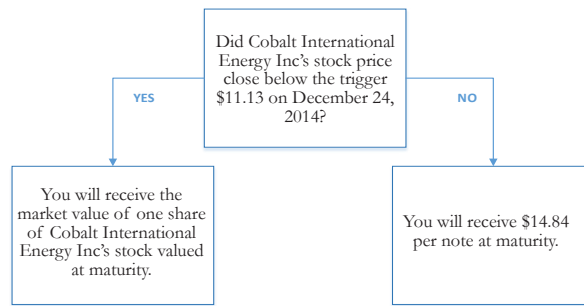 Did Cobalt International
Energy Inc's stock price
close below the trigger
$11.13 on December 24,
2014?
YES
NO
You will receive the
market value of one share
of Cobalt International
Energy Inc's stock valued
at maturity.
You will receive $14.84
per note at maturity.